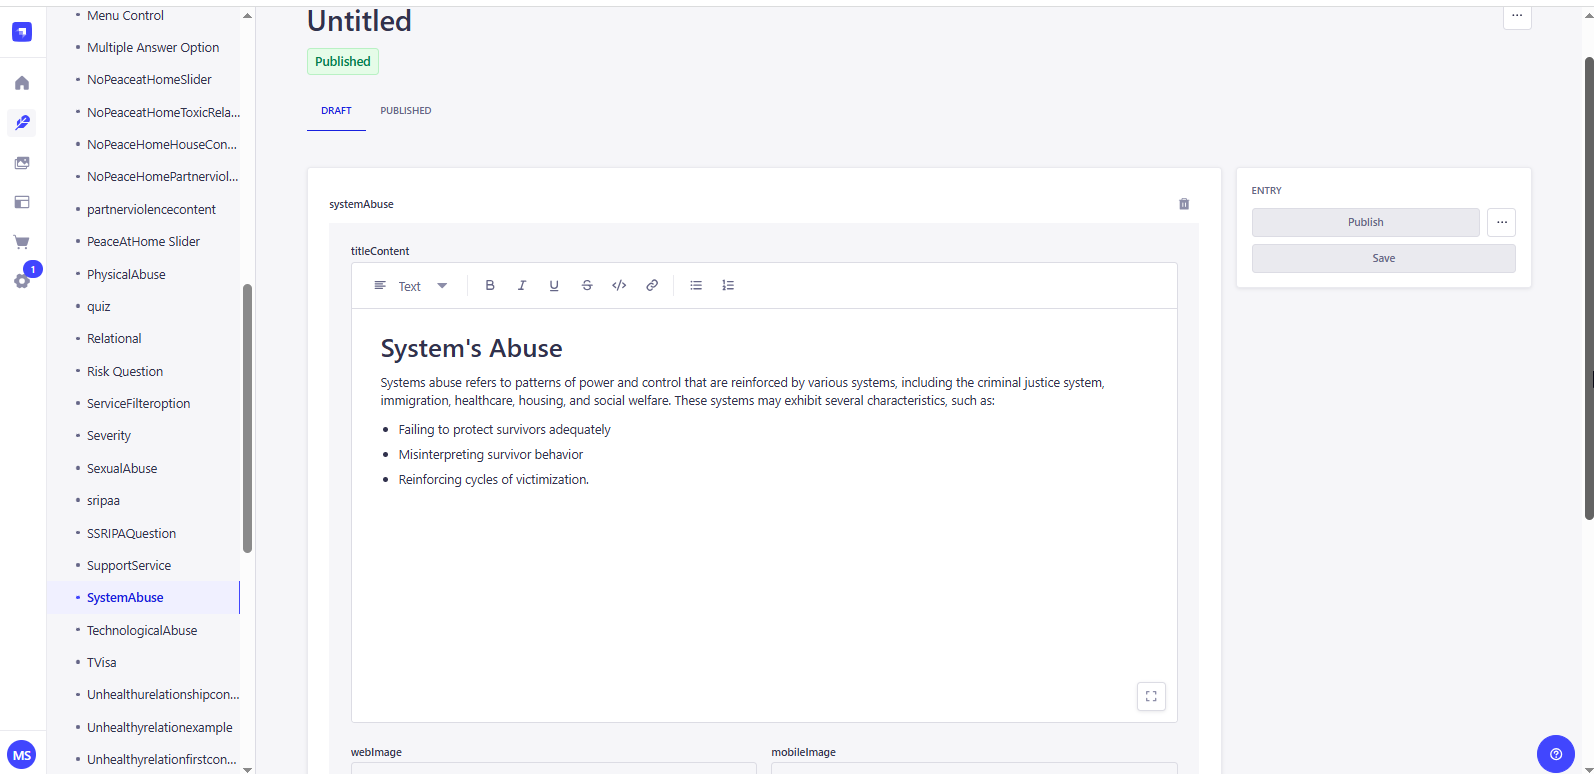 Menu Control
Multiple Answer Option
NoPeaceatHomeSlider
NoPeaceatHomeToxicRela...
NoPeaceHomeHouseCon...
NoPeaceHomePartnerviol...
partnerviolencecontent
PeaceAtHome Slider
PhysicalAbuse
quiz
Relational
Risk Question
ServiceFilteroption
Severity
SexualAbuse
sripaa
SSRIPAQuestion
SupportService
SystemAbuse
TechnologicalAbuse
TVisa
Unhealthurelationshipcon...
Unhealthyrelationexample
Unhealthyrelationfirstcon...
1
MS
Untitled
Published
DRAFT
PUBLISHED
systemAbuse
titleContent
Text
B I U S </>
System's Abuse
Systems abuse refers to patterns of power and control that are reinforced by various systems, including the criminal justice system,
immigration, healthcare, housing, and social welfare. These systems may exhibit several characteristics, such as:
Failing to protect survivors adequately
Misinterpreting survivor behavior
Reinforcing cycles of victimization.
webImage
mobileImage
ENTRY
Publish
Save